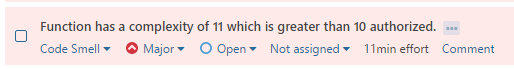 Function has a complexity of 11 which is greater than 10 authorized.
Code Smell Major Open Not assigned 11min effort Comment